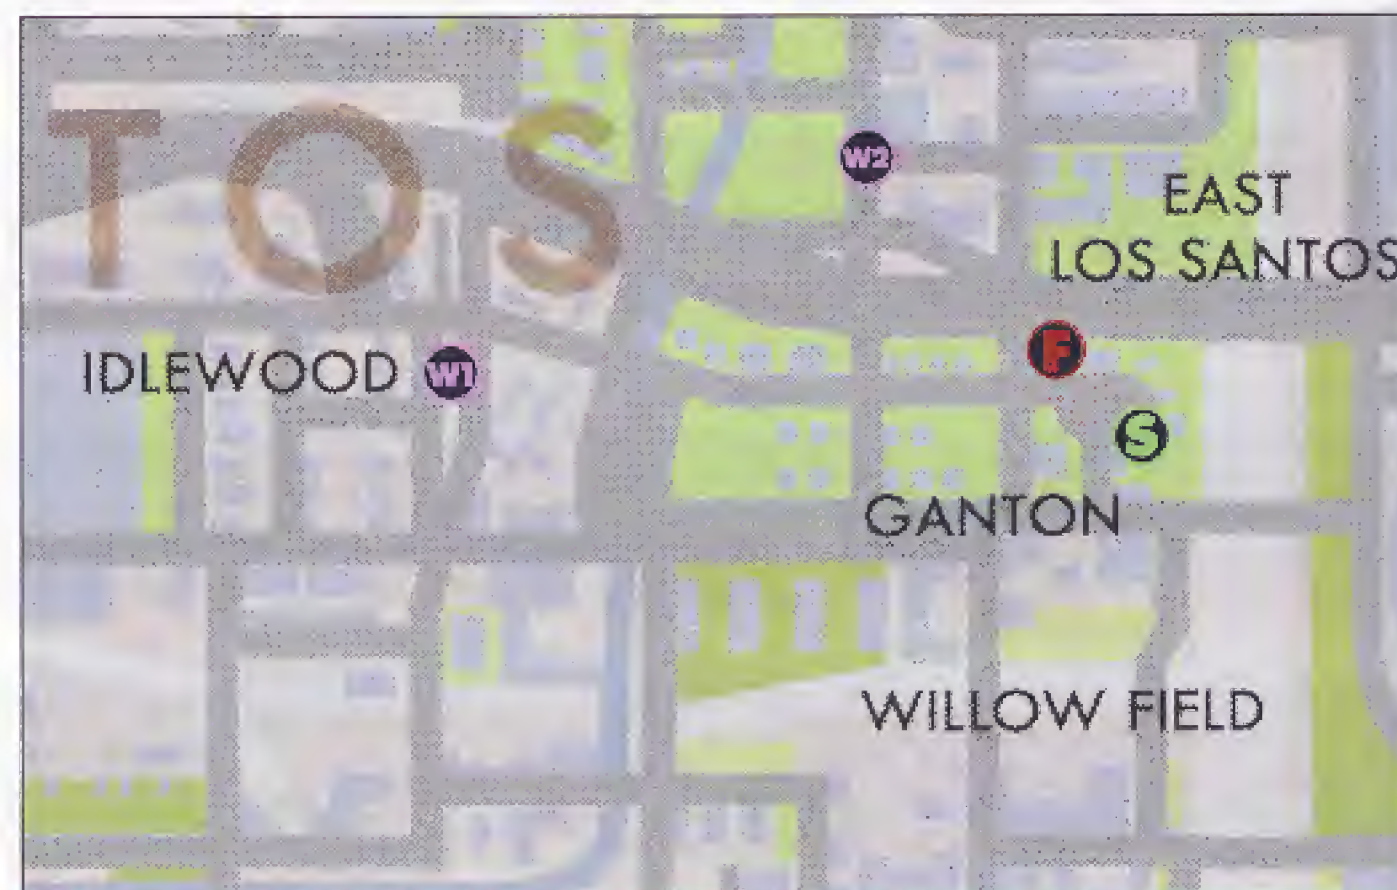 TOS
W2
EAST
LOS SANTOS
IDLEWOOD
W1
F
S
GANTON
WILLOW FIELD